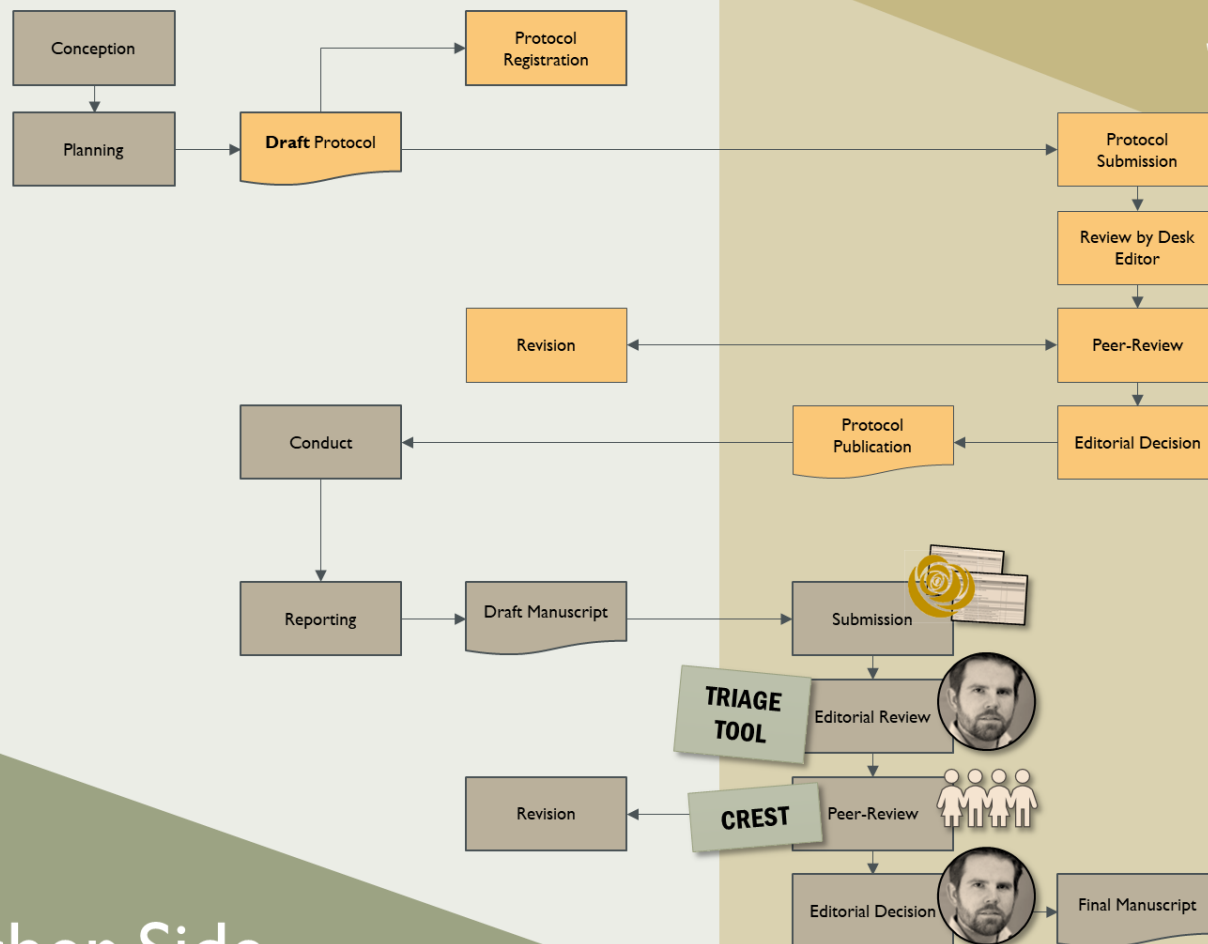 Conception
Protocol
Registration
Planning
Draft Protocol
Protocol
Submission
Review by Desk
Editor
Revision
Peer-Review
Conduct
Protocol
Publication
Editorial Decision
Reporting
Draft Manuscript
Submission
TRIAGE
TOOL
Editorial Review
Revision
CREST
Peer-Review
Editorial Decision
Final Manuscript
Side